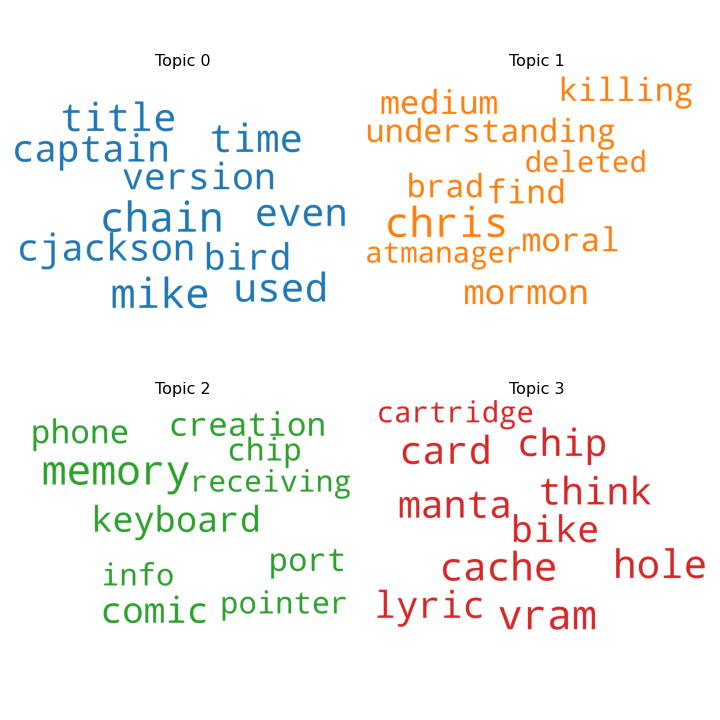 Topic 0
title
time
captain
version
chain even
cjackson bird
mike used
Topic 1
killing
medium
understanding
deleted
brad find
chris
moral
atmanager
mormon
Topic 2
creation
phone
chip
memory receiving
keyboard
port
info
comic pointer
Topic 3
cartridge
card chip
manta think
bike
cache hole
lyric vram